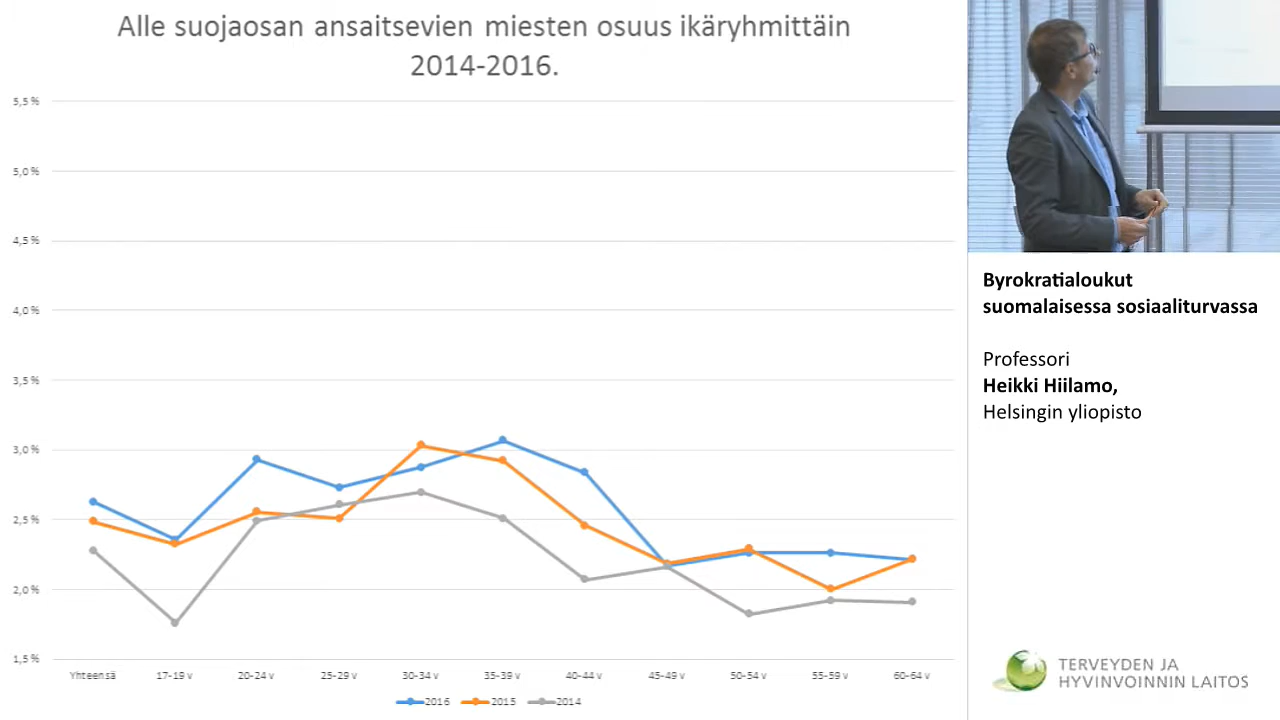 Alle suojaosan ansaitsevien miesten osuus ikäryhmittäin
2014-2016.
5,5 %
5,0 %
4,5 %
4,0 %
3,5 %
3,0 %
2,5 %
2,0 %
1,5 %
Yhteensä 17-19 v 20-24 v 25-29 v 30-34 v 35-39 v 40-44 v 45-49 v 50-54 v 55-59 v 60-64 v
2016 2015 2014
Byrokratialoukut
suomalaisessa sosiaaliturvassa
Professori
Heikki Hiilamo,
Helsingin yliopisto
TERVEYDEN JA
HYVINVOINNIN LAITOS